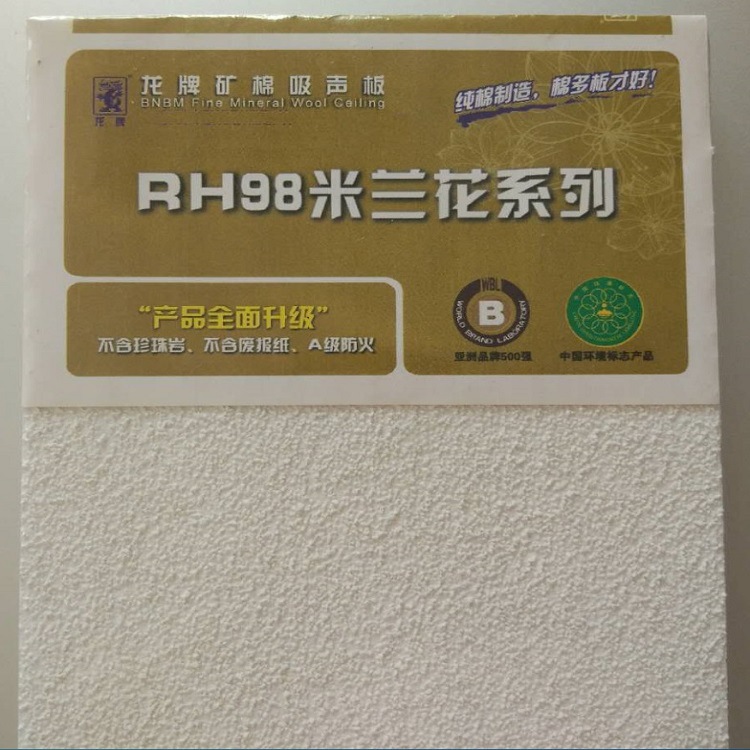 龙牌矿棉吸声板
BNBM Fine Mineral Wool Ceiling
龙牌
纯棉制造，棉多板才好！
RH98米兰花系列
“产品全面升级”
不含珍珠岩、不含废报纸、A级防火
WBL
B
WORLD BRAND LABORATORY
亚洲品牌500强
中国环境标志产品